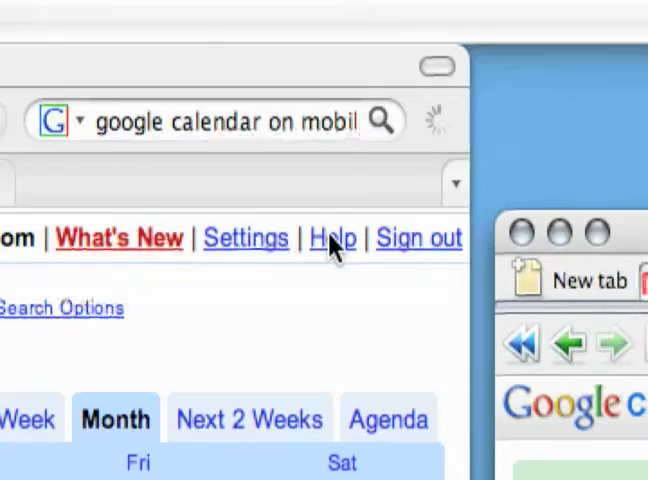 G google calendar on mobil
om | What's New | Settings | Help | Sign out
Search Options
New tab
Google C
Week Month Next 2 Weeks Agenda
Fri Sat